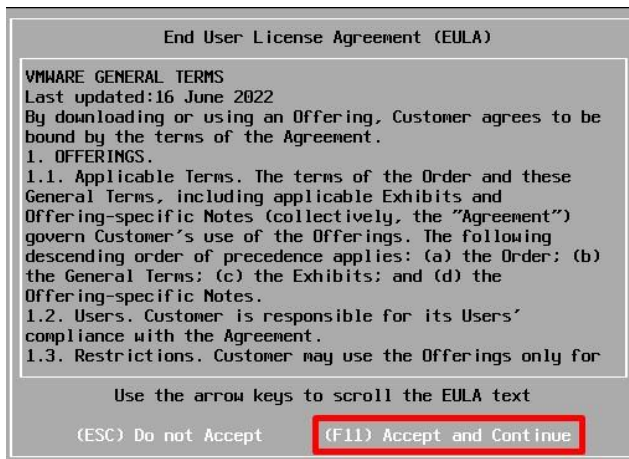 End User License Agreement (EULA)
VMWARE GENERAL TERMS
Last updated:16 June 2022
By downloading or using an Offering, Customer agrees to be
bound by the terms of the Agreement.
1. OFFERINGS.
1.1. Applicable Terms. The terms of the Order and these
General Terms, including applicable Exhibits and
Offering-specific Notes (collectively, the "Agreement")
govern Customer's use of the Offerings. The following
descending order of precedence applies: (a) the Order; (b)
the General Terms; (c) the Exhibits; and (d) the
Offering-specific Notes.
1.2. Users. Customer is responsible for its Users'
compliance with the Agreement.
1.3. Restrictions. Customer may use the Offerings only for
Use the arrow keys to scroll the EULA text
(ESC) Do not Accept (F11) Accept and Continue